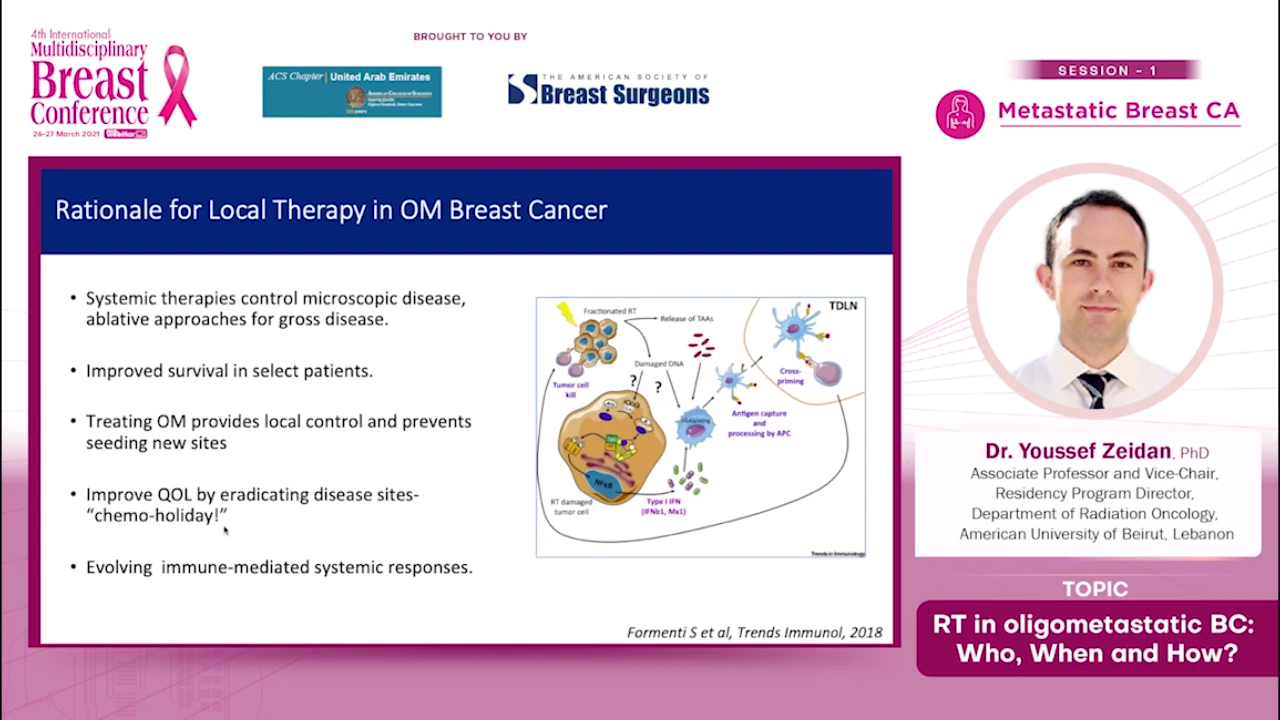 4th International
Multidisciplinary
Breast
Conference
26-27 March 2021
BROUGHT TO YOU BY
ACS Chapter | United Arab Emirates
AMERICAN COLLEGE OF SURGEONS
THE AMERICAN SOCIETY OF
Breast Surgeons
SESSION - 1
Metastatic Breast CA
Rationale for Local Therapy in OM Breast Cancer
• Systemic therapies control microscopic disease,
ablative approaches for gross disease.
• Improved survival in select patients.
• Treating OM provides local control and prevents
seeding new sites
• Improve QOL by eradicating disease sites-
“chemo-holiday!”
• Evolving immune-mediated systemic responses.
TDLN
Fractionated RT
Release of TAAs
Damaged DNA
?
?
Tumor cell
kill
Cross-
priming
Antigen capture
and
processing by APC
NFκB
RT damaged
tumor cell
Type I IFN
(IFNb1, Mx1)
Trends in Immunology
Formenti S et al, Trends Immunol, 2018
Dr. Youssef Zeidan, PhD
Associate Professor and Vice-Chair,
Residency Program Director,
Department of Radiation Oncology,
American University of Beirut, Lebanon
TOPIC
RT in oligometastatic BC:
Who, When and How?